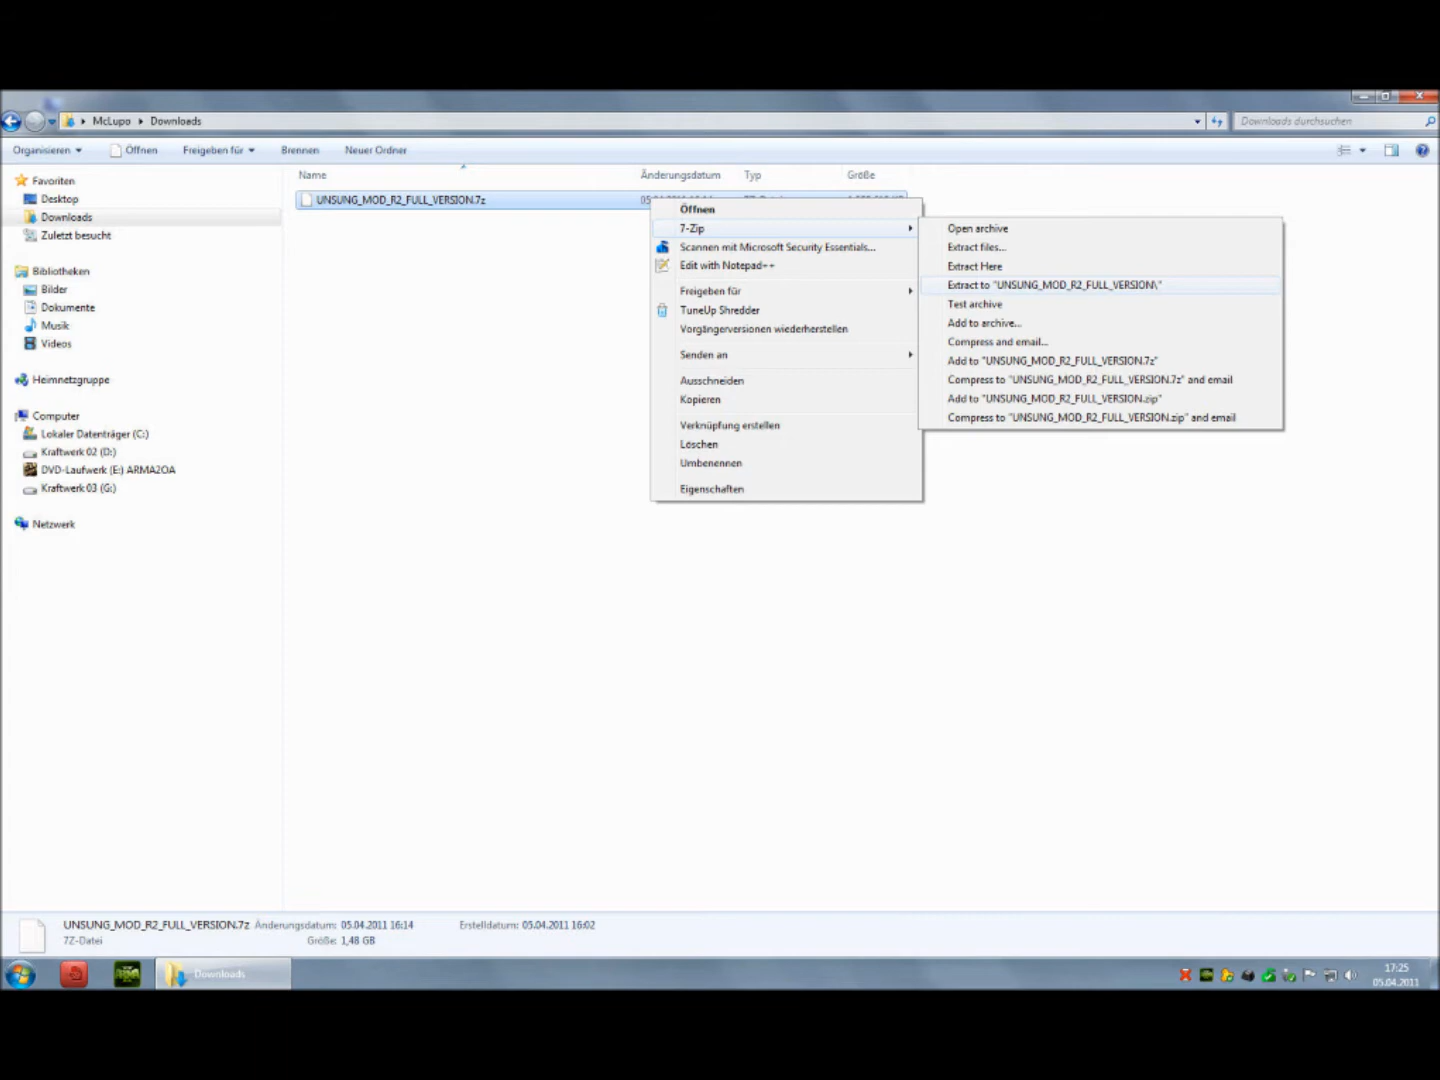 McLupo ▸ Downloads
Downloads durchsuchen
Organisieren
Öffnen
Freigeben für
Brennen
Neuer Ordner
Name
Änderungsdatum
Typ
Größe
Favoriten
Desktop
Downloads
Zuletzt besucht
Bibliotheken
Bilder
Dokumente
Musik
Videos
Heimnetzgruppe
Computer
Lokaler Datenträger (C:)
Kraftwerk 02 (D:)
DVD-Laufwerk (E:) ARMA2OA
Kraftwerk 03 (G:)
Netzwerk
UNSUNG_MOD_R2_FULL_VERSION.7z
Öffnen
7-Zip
Scannen mit Microsoft Security Essentials...
Edit with Notepad++
Freigeben für
TuneUp Shredder
Vorgängerversionen wiederherstellen
Senden an
Ausschneiden
Kopieren
Verknüpfung erstellen
Löschen
Umbenennen
Eigenschaften
Open archive
Extract files...
Extract Here
Extract to "UNSUNG_MOD_R2_FULL_VERSION\"
Test archive
Add to archive...
Compress and email...
Add to "UNSUNG_MOD_R2_FULL_VERSION.7z"
Compress to "UNSUNG_MOD_R2_FULL_VERSION.7z" and email
Add to "UNSUNG_MOD_R2_FULL_VERSION.zip"
Compress to "UNSUNG_MOD_R2_FULL_VERSION.zip" and email
UNSUNG_MOD_R2_FULL_VERSION.7z Änderungsdatum: 05.04.2011 16:14 Erstelldatum: 05.04.2011 16:02
7Z-Datei Größe: 1,48 GB
Downloads
17:25
05.04.2011